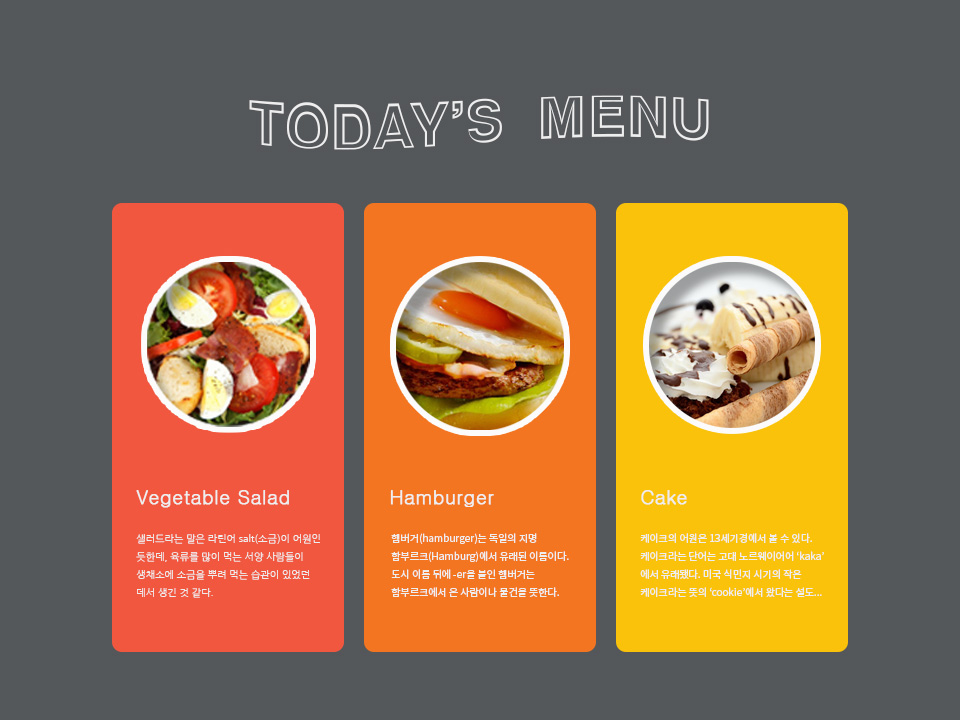 TODAY'S MENU
Vegetable Salad
샐러드라는 말은 라틴어 salt(소금)이 어원인
듯한데, 육류를 많이 먹는 서양 사람들이
생채소에 소금을 뿌려 먹는 습관이 있었던
데서 생긴 것 같다.
Hamburger
햄버거(hamburger)는 독일의 지명
함부르크(Hamburg)에서 유래된 이름이다.
도시 이름 뒤에 -er을 붙인 햄버거는
함부르크에서 온 사람이나 물건을 뜻한다.
Cake
케이크의 어원은 13세기경에서 볼 수 있다.
케이크라는 단어는 고대 노르웨이어어 'kaka'
에서 유래됐다. 미국 식민지 시기의 작은
케이크라는 뜻의 'cookie'에서 왔다는 설도...